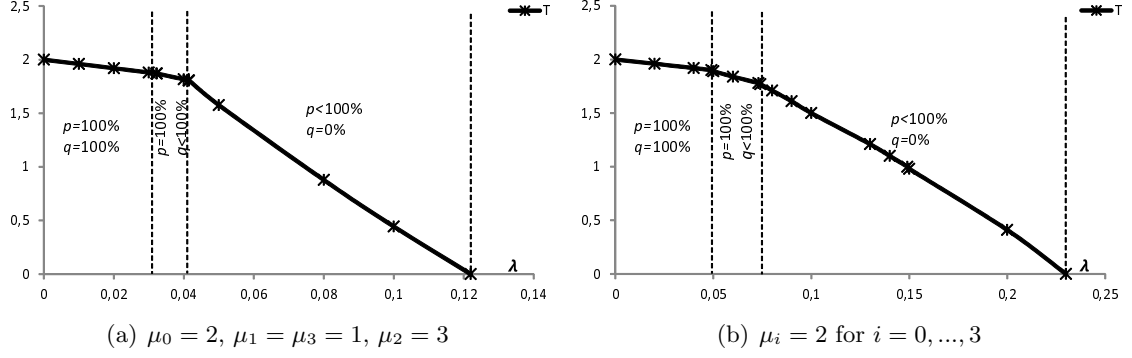 2,5
2
1,5
1
0,5
0
0
0,02
0,04
0,06
0,08
0,1
0,12
0,14
λ
T
p=100%
q=100%
p=100%
q<100%
p<100%
q=0%
(a) μ₀ = 2, μ₁ = μ₃ = 1, μ₂ = 3
2,5
2
1,5
1
0,5
0
0
0,05
0,1
0,15
0,2
0,25
λ
T
p=100%
q=100%
p=100%
q<100%
p<100%
q=0%
(b) μᵢ = 2 for i = 0, ..., 3